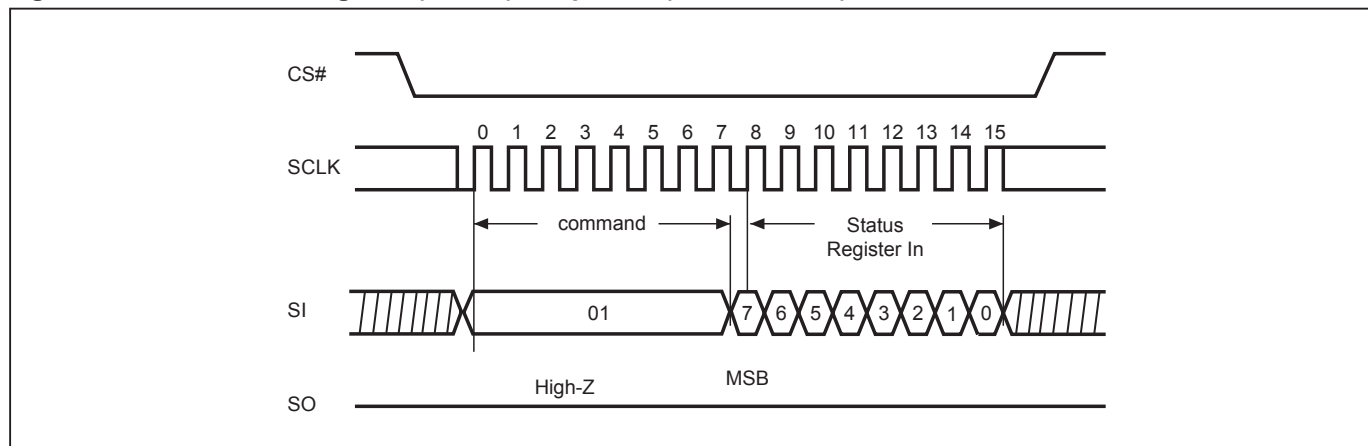 CS#
0 1 2 3 4 5 6 7 8 9 10 11 12 13 14 15
SCLK
command
Status
Register In
SI
01
7 6 5 4 3 2 1 0
High-Z
MSB
SO